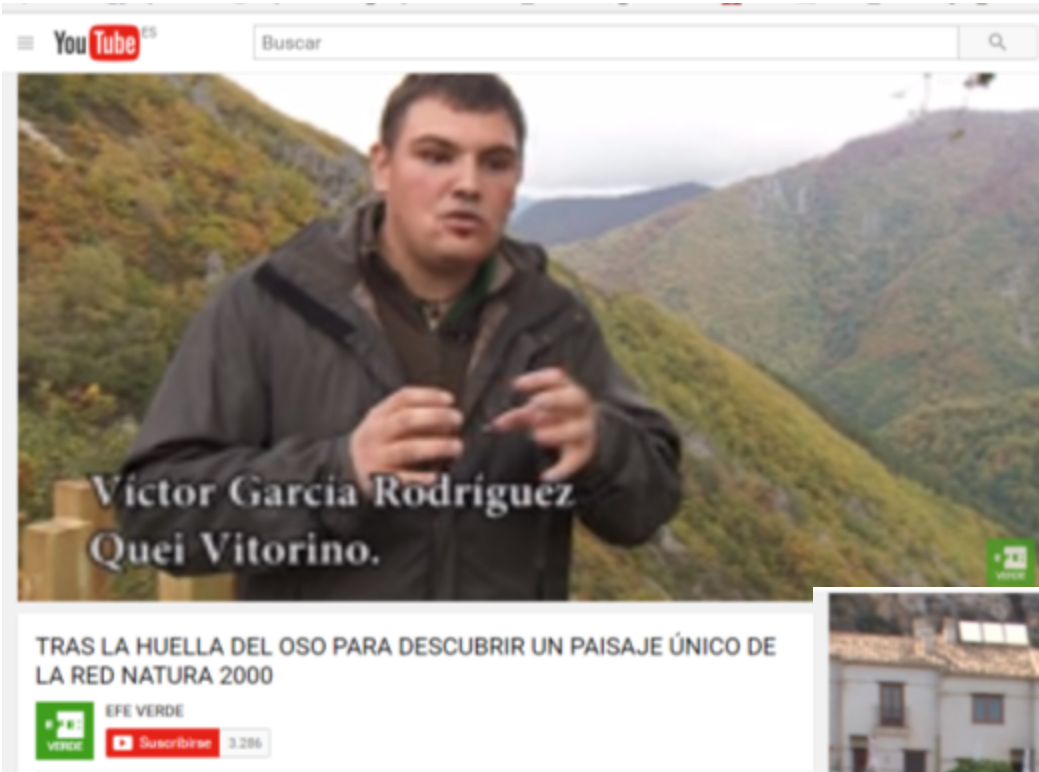 YouTube ES
Buscar
Víctor García Rodríguez
Quei Vitorino.
VERDE
TRAS LA HUELLA DEL OSO PARA DESCUBRIR UN PAISAJE ÚNICO DE
LA RED NATURA 2000
EFE VERDE
VERDE
Suscribirse 3.286